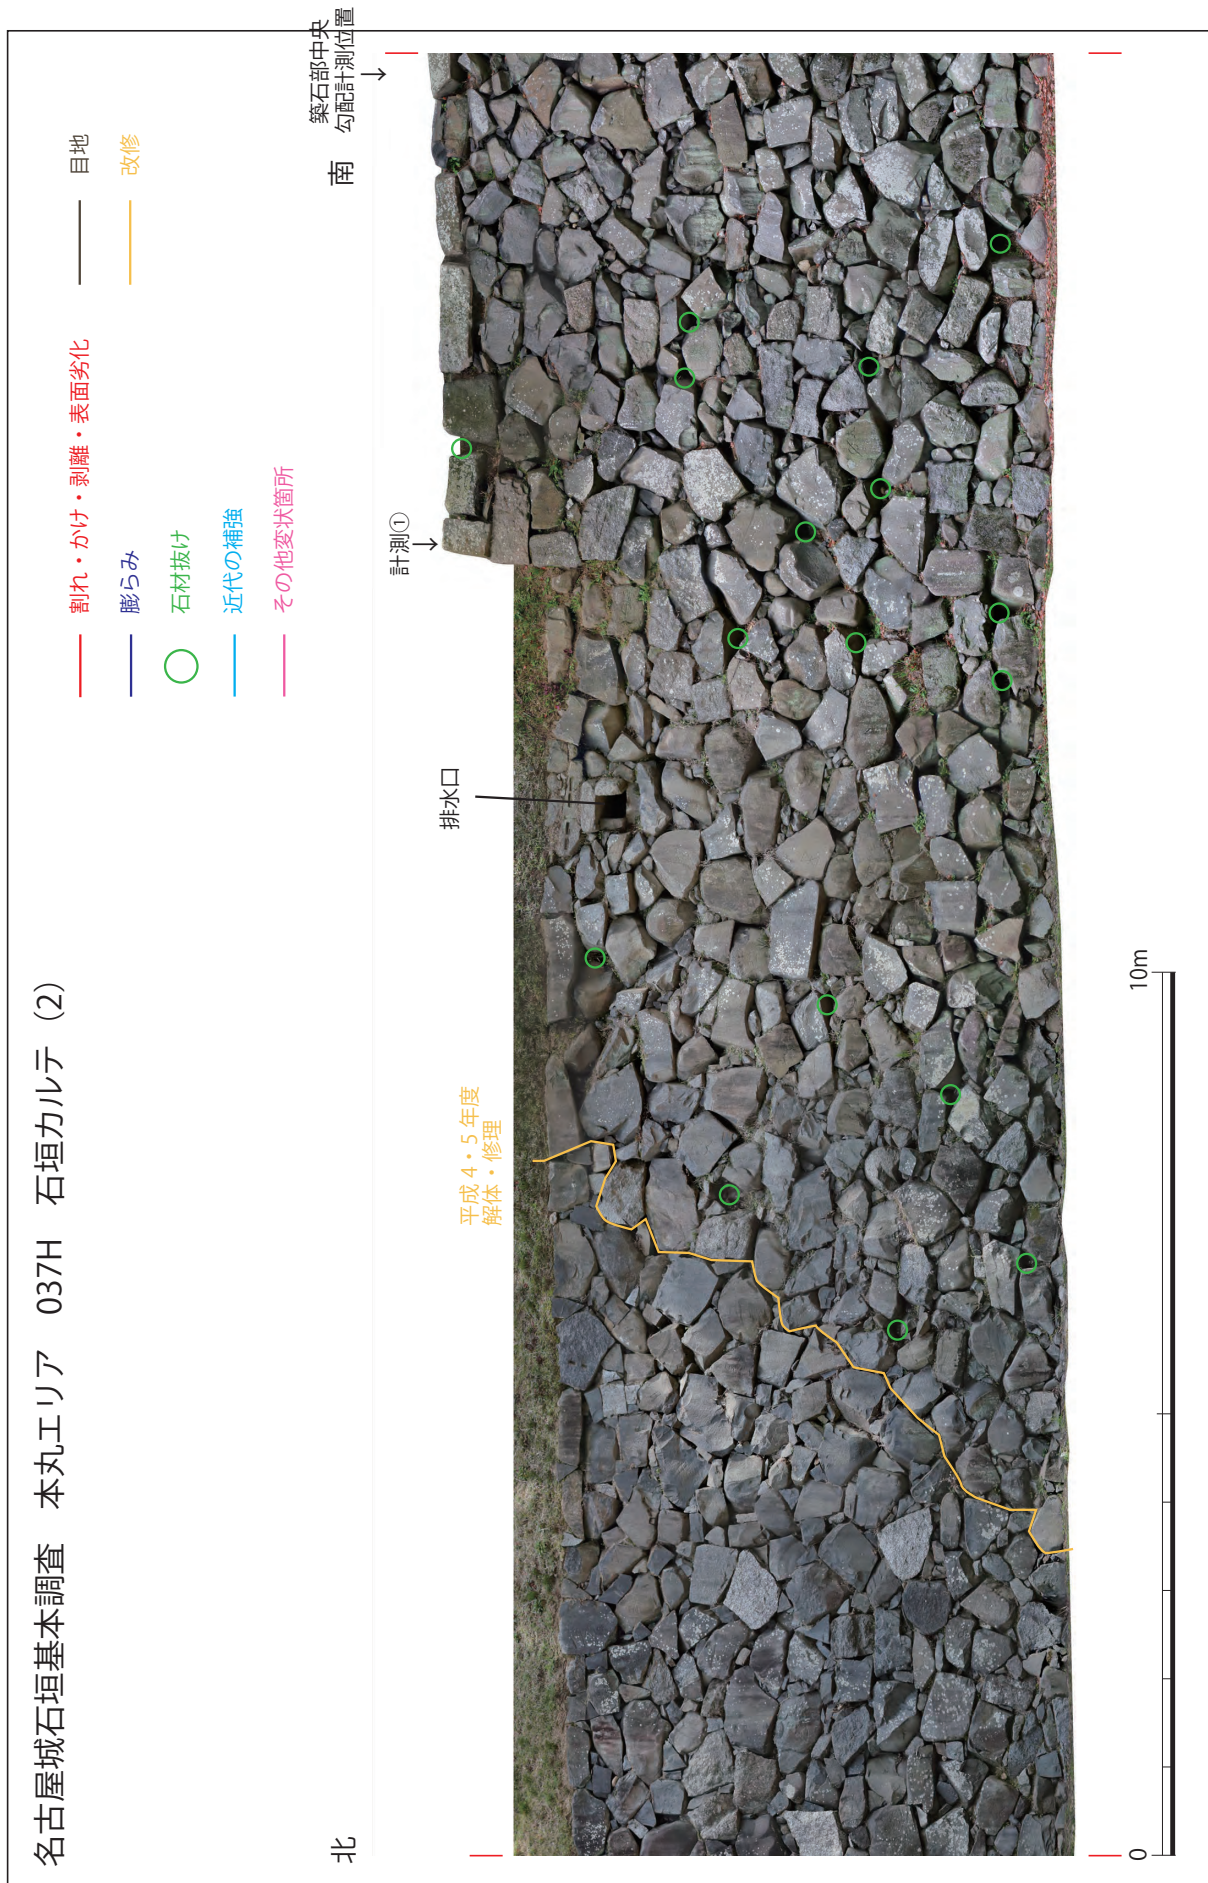 名古屋城石垣基本調査 本丸エリア 037H 石垣カルテ (2)
割れ・かけ・剥離・表面劣化
膨らみ
石材抜け
近代の補強
その他変状箇所
目地
改修
北
南
築石部中央
勾配計測位置
計測①
排水口
平成 4・5 年度
解体・修理
0
10m